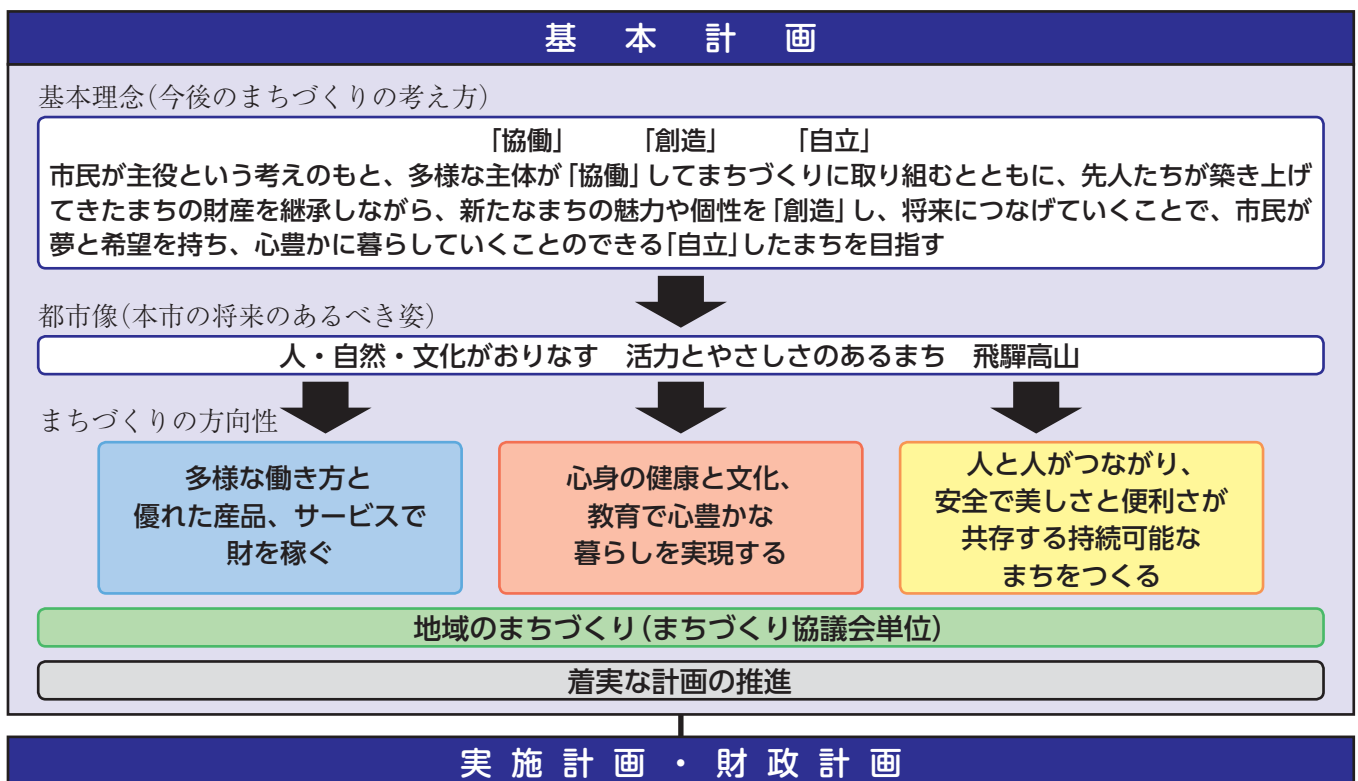 基本計画
基本理念(今後のまちづくりの考え方)
「協働」 「創造」 「自立」
市民が主役という考えのもと、多様な主体が「協働」してまちづくりに取り組むとともに、先人たちが築き上げ
てきたまちの財産を継承しながら、新たなまちの魅力や個性を「創造」し、将来につなげていくことで、市民が
夢と希望を持ち、心豊かに暮らしていくことのできる「自立」したまちを目指す
都市像(本市の将来のあるべき姿)
人・自然・文化がおりなす 活力とやさしさのあるまち 飛驒高山
まちづくりの方向性
多様な働き方と
優れた産品、サービスで
財を稼ぐ
心身の健康と文化、
教育で心豊かな
暮らしを実現する
人と人がつながり、
安全で美しさと便利さが
共存する持続可能な
まちをつくる
地域のまちづくり(まちづくり協議会単位)
着実な計画の推進
実施計画・財政計画